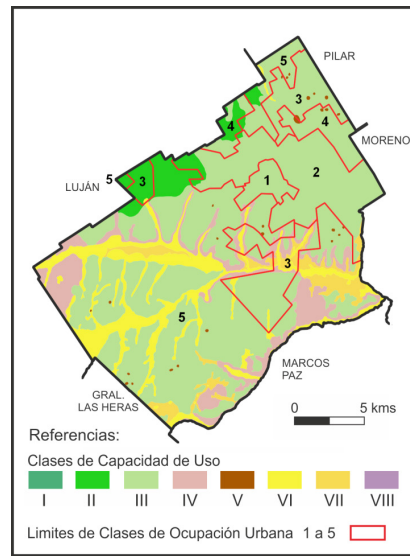 5
PILAR
3
4
4
MORENO
5
3
1
2
LUJÁN
3
5
MARCOS
PAZ
GRAL.
LAS HERAS
0 5 kms
Referencias:
Clases de Capacidad de Uso
I II III IV V VI VII VIII
Limites de Clases de Ocupación Urbana 1 a 5